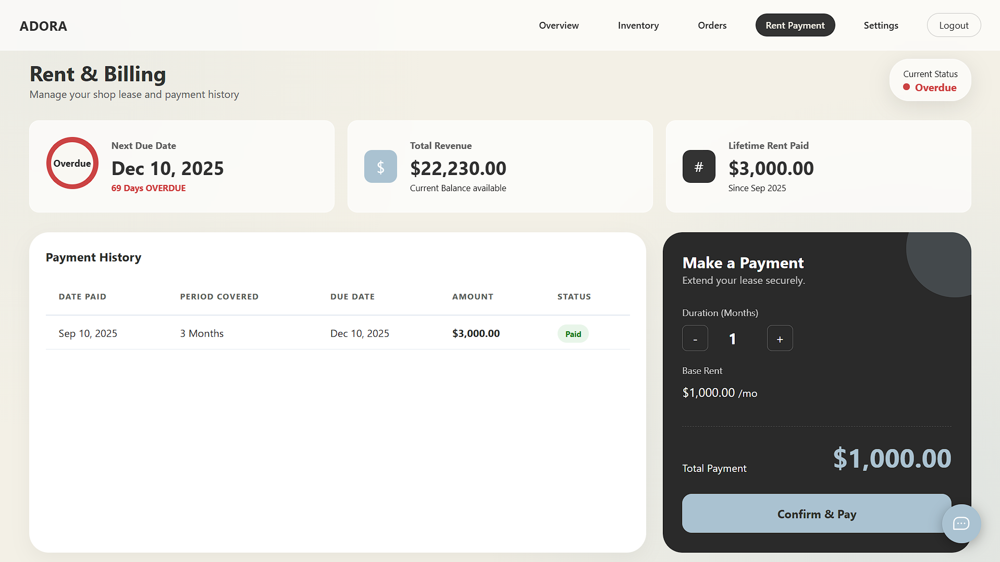 ADORA
Overview
Inventory
Orders
Rent Payment
Settings
Logout
Rent & Billing
Manage your shop lease and payment history
Current Status
Overdue
Overdue
Next Due Date
Dec 10, 2025
69 Days OVERDUE
$
Total Revenue
$22,230.00
Current Balance available
#
Lifetime Rent Paid
$3,000.00
Since Sep 2025
Payment History
DATE PAID PERIOD COVERED DUE DATE AMOUNT STATUS
Sep 10, 2025 3 Months Dec 10, 2025 $3,000.00 Paid
Make a Payment
Extend your lease securely.
Duration (Months)
- 1 +
Base Rent
$1,000.00 /mo
Total Payment $1,000.00
Confirm & Pay